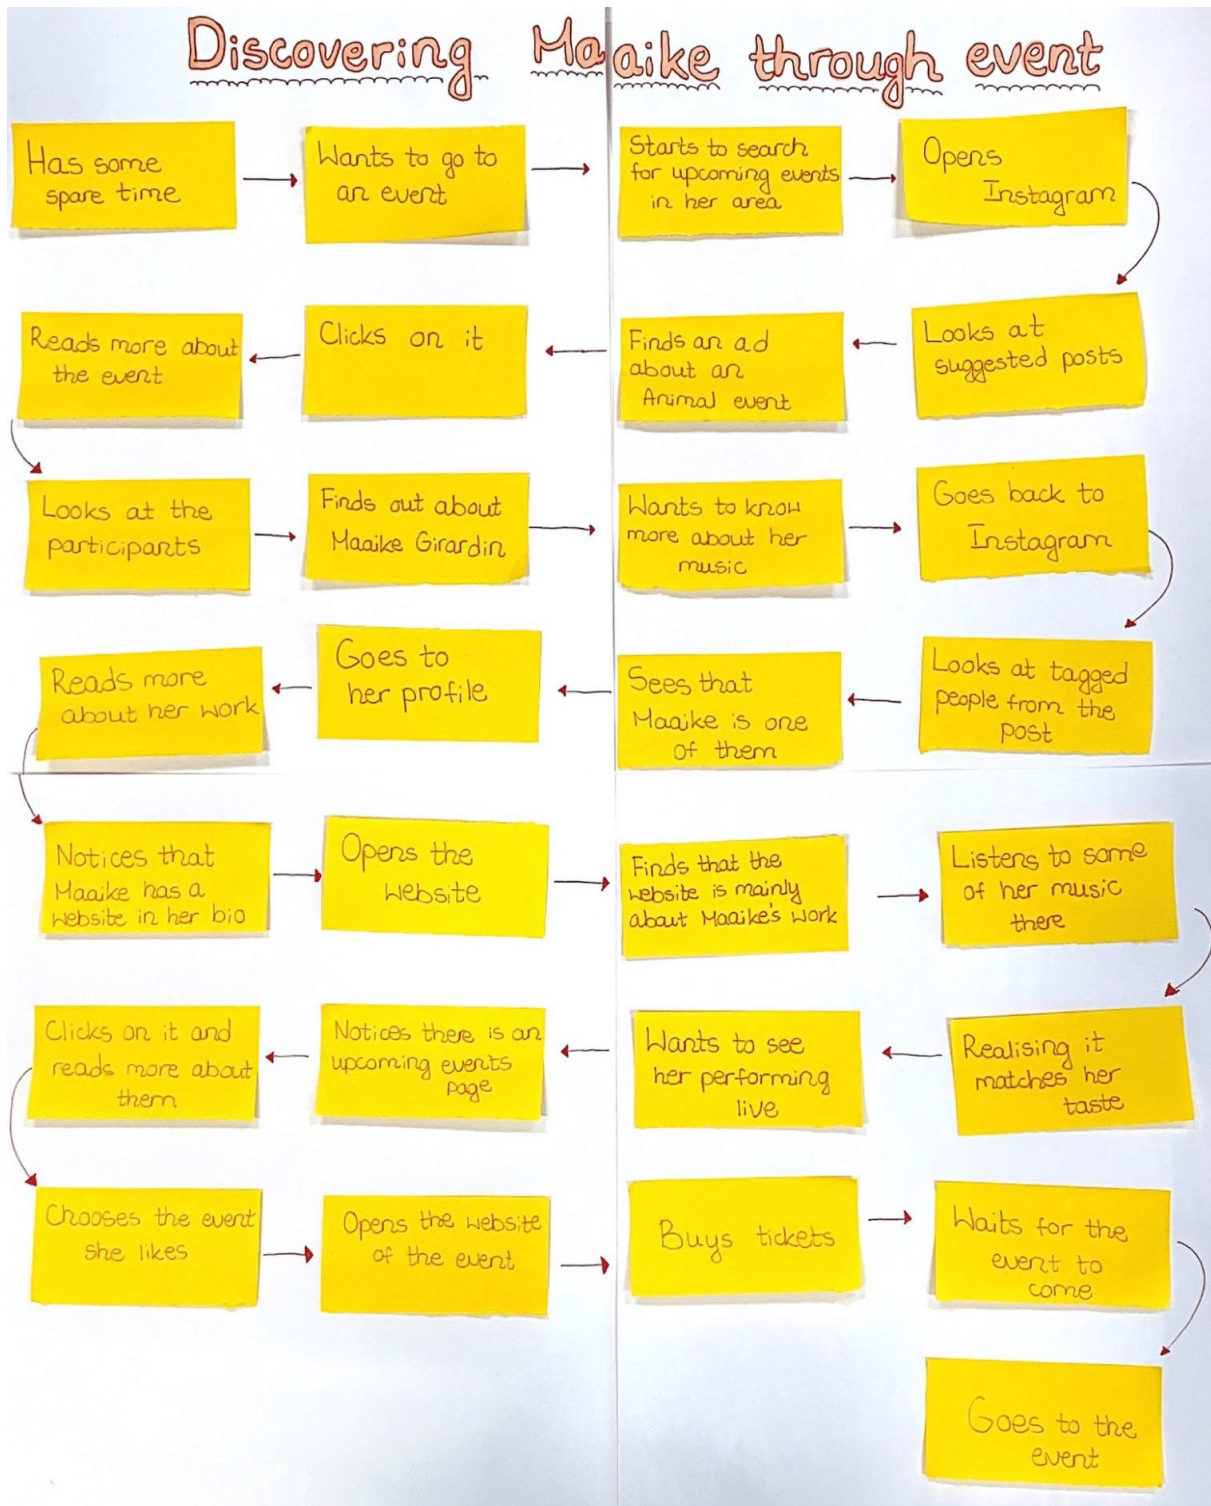 Discovering Maaike through event
Has some
spare time
Wants to go to
an event
Starts to search
for upcoming events
in her area
Opens
Instagram
Looks at
suggested posts
Finds an ad
about an
Animal event
Clicks on it
Reads more about
the event
Looks at the
participants
Finds out about
Maaike Girardin
Wants to know
more about her
music
Goes back to
Instagram
Looks at tagged
people from the
post
Sees that
Maaike is one
of them
Goes to
her profile
Reads more
about her work
Notices that
Maaike has a
website in her bio
Opens the
website
Finds that the
website is mainly
about Maaike's work
Listens to some
of her music
there
Realising it
matches her
taste
Wants to see
her performing
live
Notices there is an
upcoming events
page
Clicks on it and
reads more about
them
Chooses the event
she likes
Opens the website
of the event
Buys tickets
Waits for the
event to
come
Goes to the
event